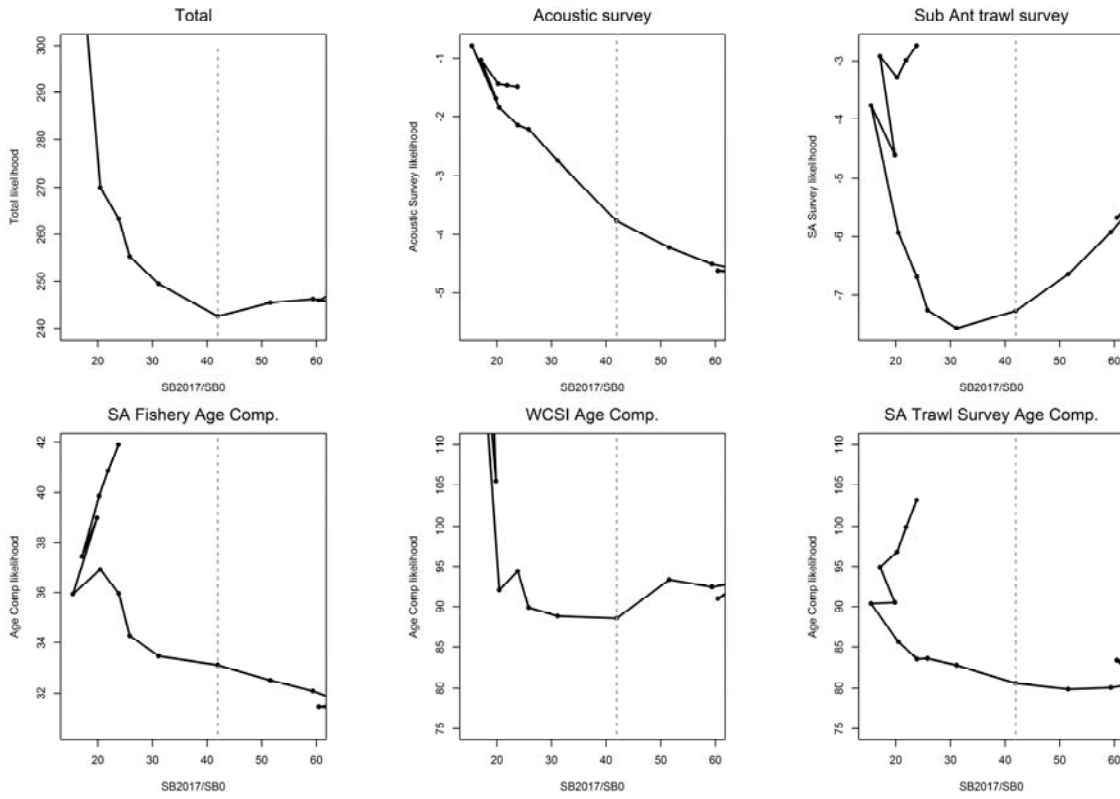 Total
Total likelihood
300
290
280
270
260
250
240
20 30 40 50 60
SB2017/SB0
Acoustic survey
Acoustic Survey likelihood
-1
-2
-3
-4
-5
20 30 40 50 60
SB2017/SB0
Sub Ant trawl survey
SA Survey likelihood
-3
-4
-5
-6
-7
20 30 40 50 60
SB2017/SB0
SA Fishery Age Comp.
Age Comp likelihood
42
40
38
36
34
32
20 30 40 50 60
SB2017/SB0
WCSI Age Comp.
Age Comp likelihood
110
105
100
95
90
85
80
75
20 30 40 50 60
SB2017/SB0
SA Trawl Survey Age Comp.
Age Comp likelihood
110
105
100
95
90
85
80
75
20 30 40 50 60
SB2017/SB0